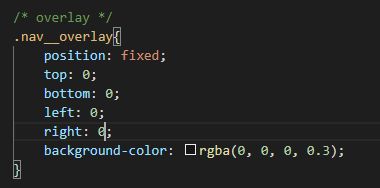 /* overlay */
.nav__overlay{
    position: fixed;
    top: 0;
    bottom: 0;
    left: 0;
    right: 0;
    background-color: rgba(0, 0, 0, 0.3);
}